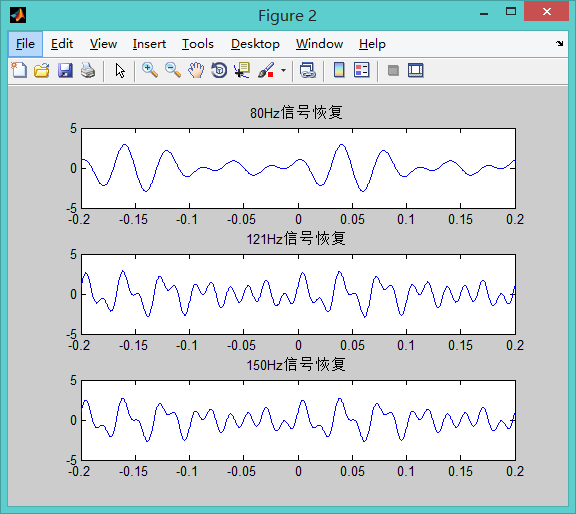 Figure 2
File Edit View Insert Tools Desktop Window Help
80Hz信号恢复
5
0
-5
-0.2 -0.15 -0.1 -0.05 0 0.05 0.1 0.15 0.2
121Hz信号恢复
5
0
-5
-0.2 -0.15 -0.1 -0.05 0 0.05 0.1 0.15 0.2
150Hz信号恢复
5
0
-5
-0.2 -0.15 -0.1 -0.05 0 0.05 0.1 0.15 0.2